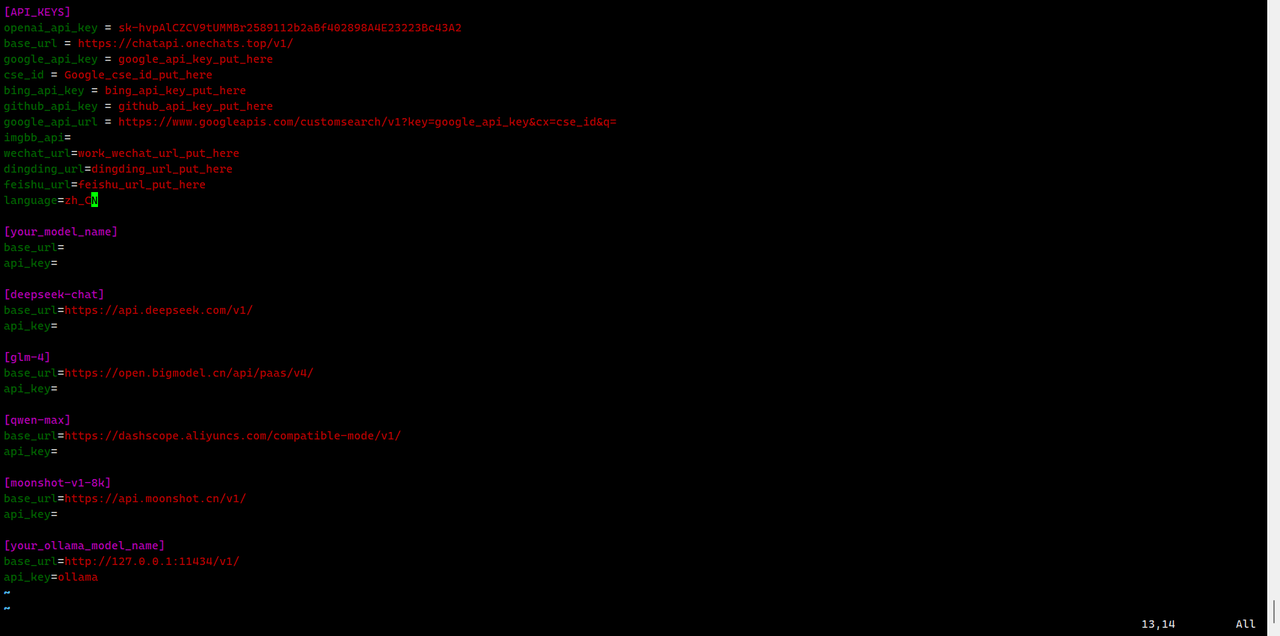 [API_KEYS]
openai_api_key = sk-hvpAlCZCV9tUMMBr2589112b2aBf402898A4E23223Bc43A2
base_url = https://chatapi.onechats.top/v1/
google_api_key = google_api_key_put_here
cse_id = Google_cse_id_put_here
bing_api_key = bing_api_key_put_here
github_api_key = github_api_key_put_here
google_api_url = https://www.googleapis.com/customsearch/v1?key=google_api_key&cx=cse_id&q=
imgbb_api=
wechat_url=work_wechat_url_put_here
dingding_url=dingding_url_put_here
feishu_url=feishu_url_put_here
language=zh_CN
[your_model_name]
base_url=
api_key=
[deepseek-chat]
base_url=https://api.deepseek.com/v1/
api_key=
[glm-4]
base_url=https://open.bigmodel.cn/api/paas/v4/
api_key=
[qwen-max]
base_url=https://dashscope.aliyuncs.com/compatible-mode/v1/
api_key=
[moonshot-v1-8k]
base_url=https://api.moonshot.cn/v1/
api_key=
[your_ollama_model_name]
base_url=http://127.0.0.1:11434/v1/
api_key=ollama
~
~
13,14 All